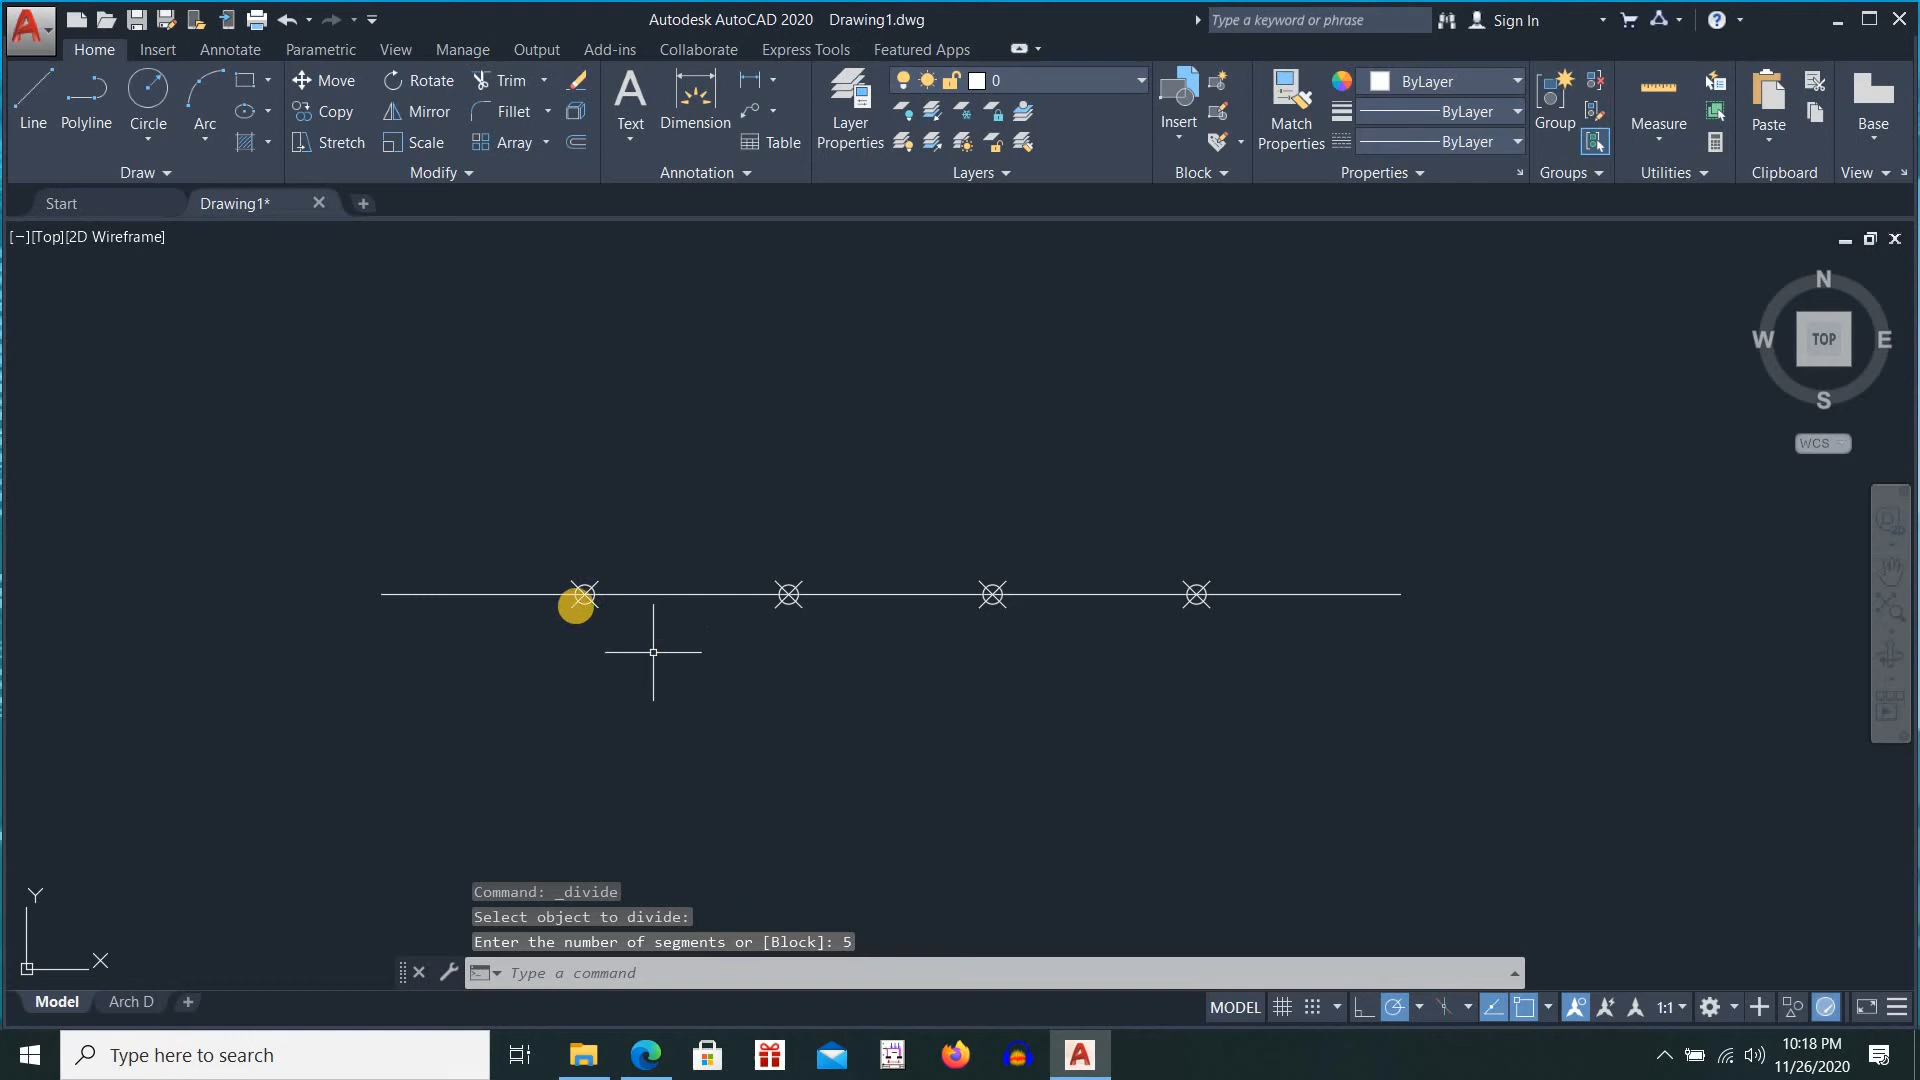 Autodesk AutoCAD 2020 Drawing1.dwg
Type a keyword or phrase
Sign In
Home Insert Annotate Parametric View Manage Output Add-ins Collaborate Express Tools Featured Apps
Line Polyline Circle Arc
Move Rotate Trim
Copy Mirror Fillet
Stretch Scale Array
Text Dimension Table
Layer Properties
0
Insert
Match Properties
ByLayer
ByLayer
ByLayer
Group
Measure
Paste
Base
Draw Modify Annotation Layers Block Properties Groups Utilities Clipboard View
Start Drawing1*
[−][Top][2D Wireframe]
N
W TOP E
S
WCS
2D
Y
X
Command: _divide
Select object to divide:
Enter the number of segments or [Block]: 5
Type a command
Model Arch D
MODEL 1:1
Type here to search
10:18 PM
11/26/2020